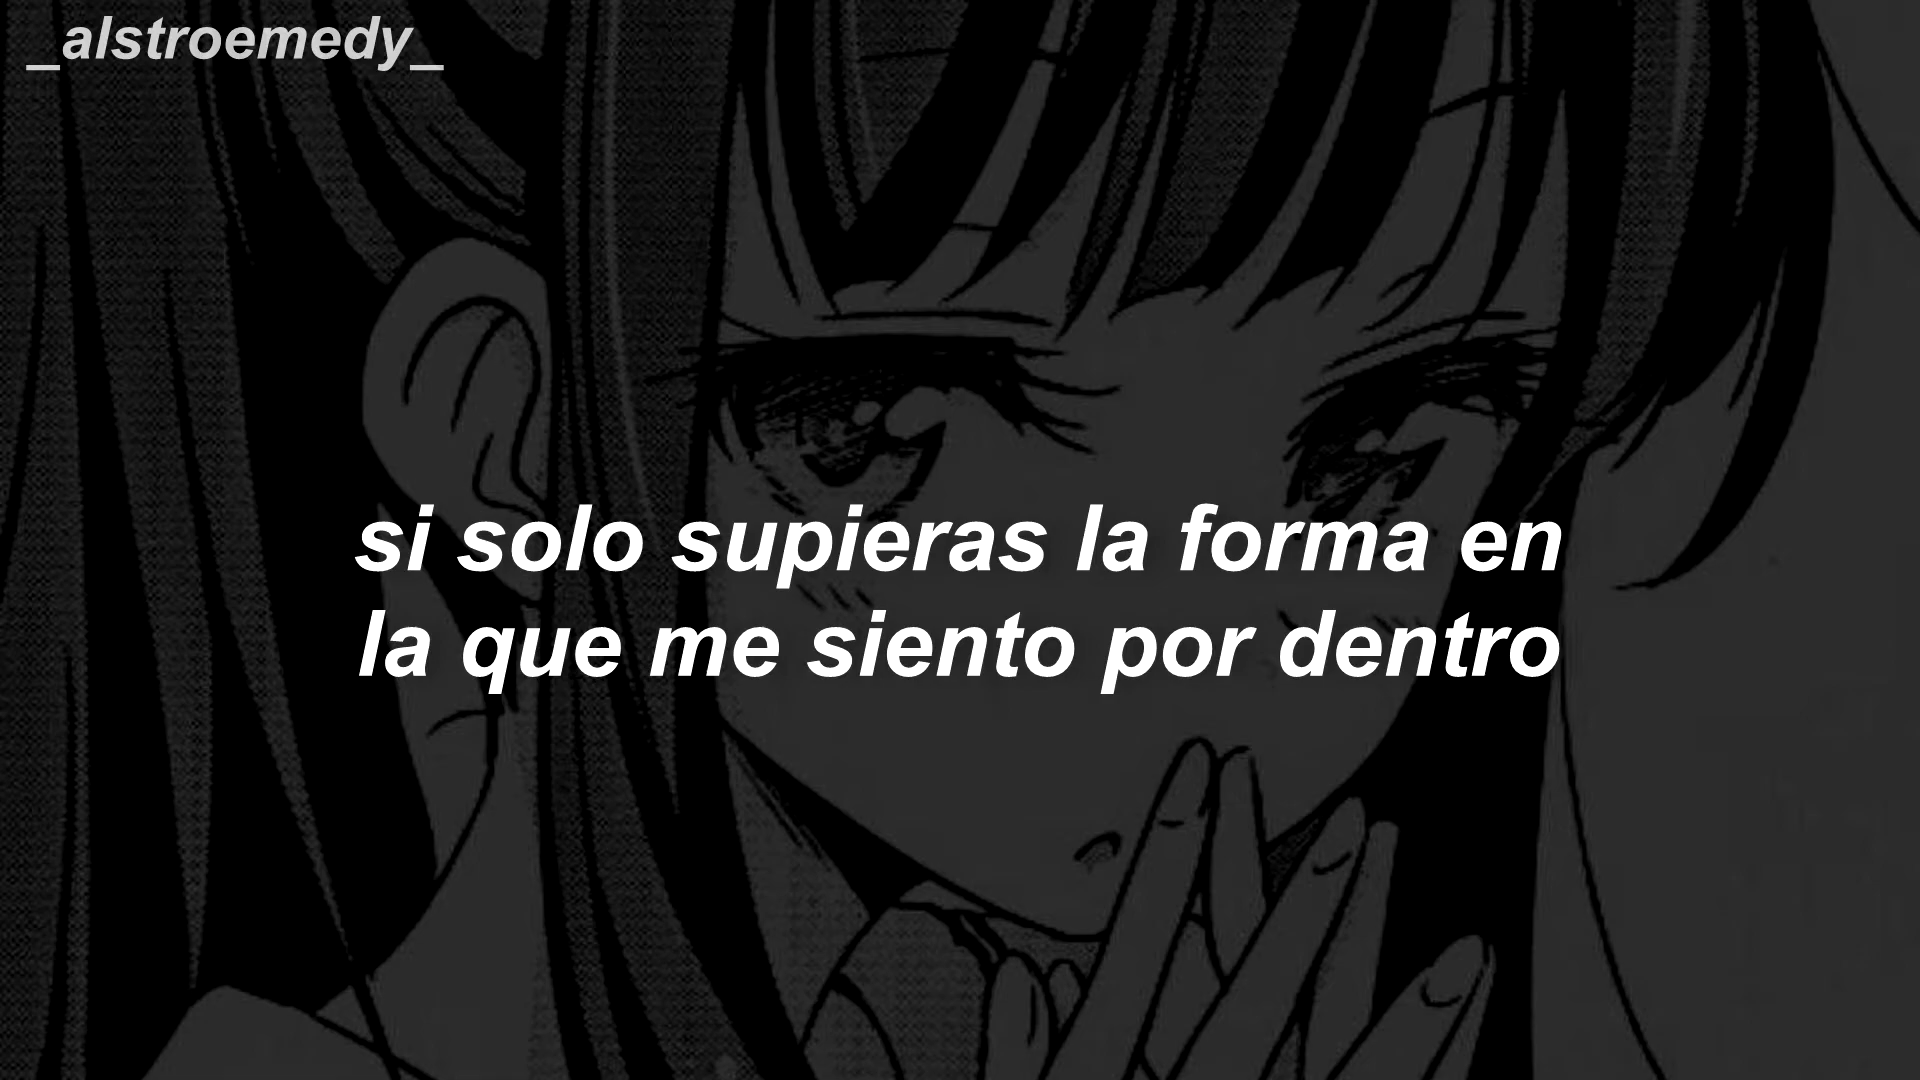 _alstroemedy_
si solo supieras la forma en
la que me siento por dentro